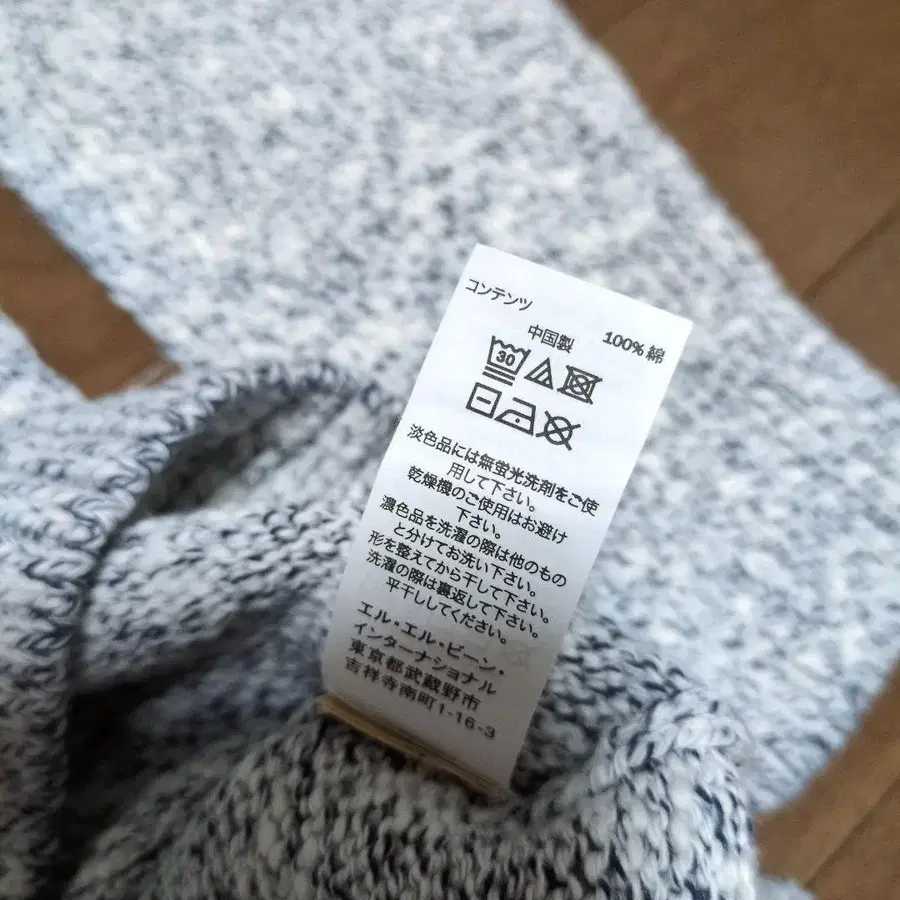 コンテンツ
100% 綿
中国製
30
淡色品には無蛍光洗剤をご使
用して下さい。
乾燥機のご使用はお避け
下さい。
濃色品を洗濯の際は他のもの
と分けてお洗い下さい。
形を整えてから干して下さい。
洗濯の際は裏返して下さい。
平干ししてください。
エル・エル・ビーン・
インターナショナル
東京都武蔵野市
吉祥寺南町1-16-3